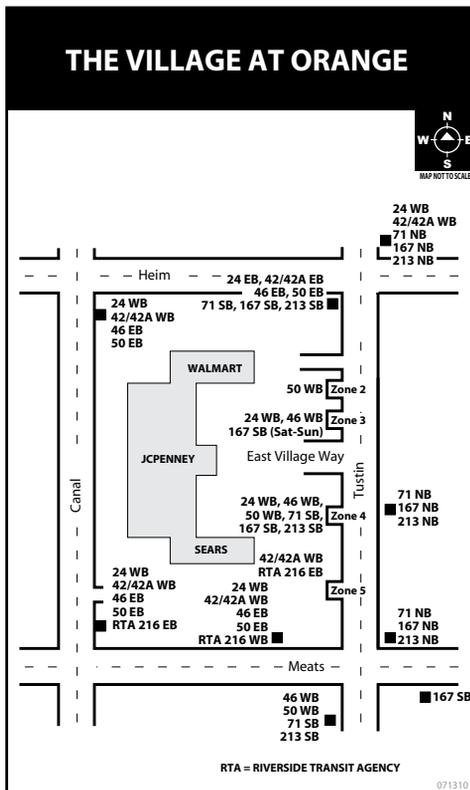 THE VILLAGE AT ORANGE
N
W E
S
MAP NOT TO SCALE
24 WB
42/42A WB
71 NB
167 NB
213 NB
Heim
24 EB, 42/42A EB
46 EB, 50 EB
71 SB, 167 SB, 213 SB
24 WB
42/42A WB
46 EB
50 EB
WALMART
50 WB
Zone 2
24 WB, 46 WB
167 SB (Sat-Sun)
Zone 3
JCPENNEY
East Village Way
Canal
Tustin
24 WB, 46 WB,
50 WB, 71 SB,
167 SB, 213 SB
Zone 4
71 NB
167 NB
213 NB
SEARS
42/42A WB
RTA 216 EB
Zone 5
24 WB
42/42A WB
46 EB
50 EB
RTA 216 EB
24 WB
42/42A WB
46 EB
50 EB
RTA 216 WB
71 NB
167 NB
213 NB
Meats
46 WB
50 WB
71 SB
213 SB
167 SB
RTA = RIVERSIDE TRANSIT AGENCY
071310